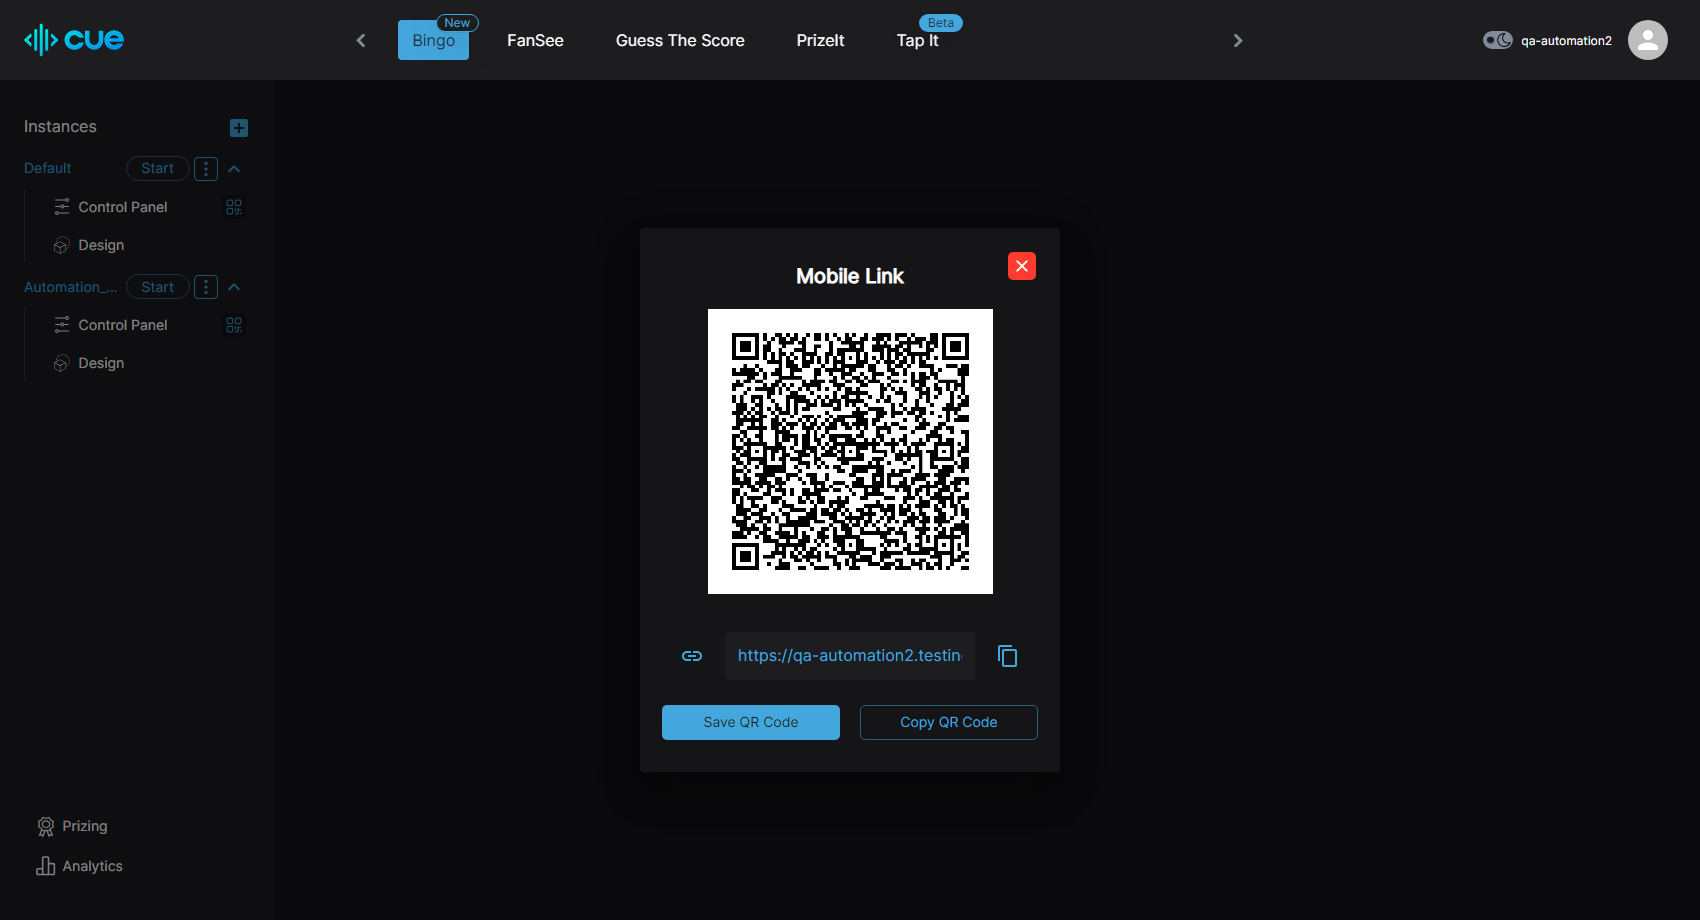 cue
Bingo
New
FanSee
Guess The Score
PrizeIt
Tap It
Beta
qa-automation2
Instances
Default
Start
Control Panel
Design
Automation_...
Start
Control Panel
Design
Prizing
Analytics
Mobile Link
https://qa-automation2.testin
Save QR Code
Copy QR Code